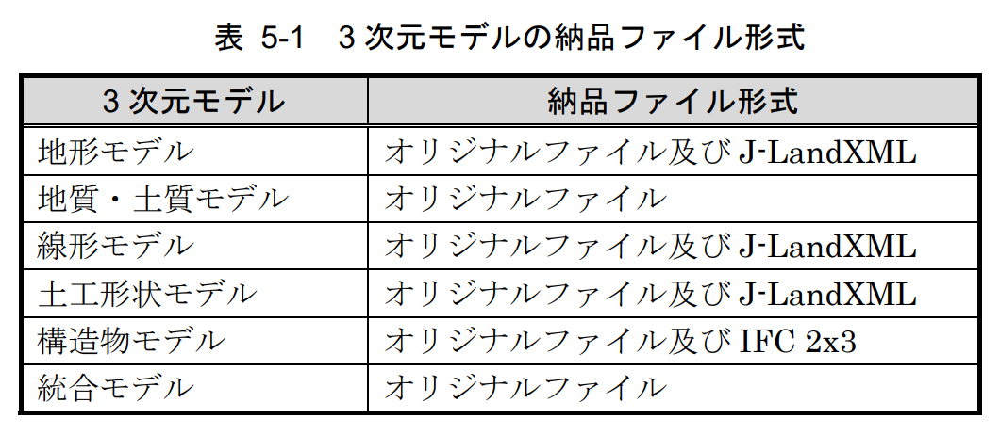 表 5-1　3 次元モデルの納品ファイル形式
3 次元モデル　納品ファイル形式
地形モデル　オリジナルファイル及び J-LandXML
地質・土質モデル　オリジナルファイル
線形モデル　オリジナルファイル及び J-LandXML
土工形状モデル　オリジナルファイル及び J-LandXML
構造物モデル　オリジナルファイル及び IFC 2x3
統合モデル　オリジナルファイル